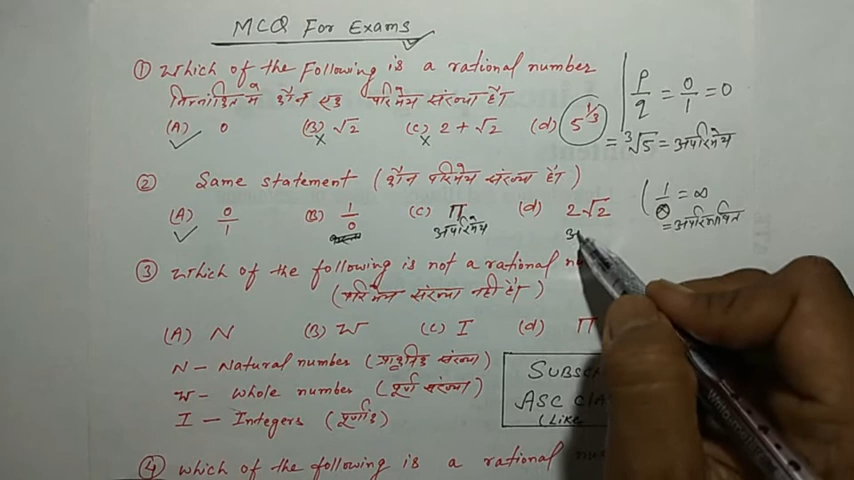 MCQ For Exams
① Which of the Following is a rational number
निम्नांकित में कौन एक परिमेय संख्या है
(A) 0 (B) √2 (C) 2 + √2 (d) 5^1/3
p/q = 0/1 = 0
= ³√5 = अपरिमेय
② Same statement (कौन परिमेय संख्या है)
(A) 0/1 (B) 1/0 (C) π (d) 2√2
अपरिमेय अ
1/0 = ∞
= अपरिभाषित
③ Which of the following is not a rational
(परिमेय संख्या नहीं है)
(A) N (B) W (C) I (d) π
N – Natural number (प्राकृतिक संख्या)
W – Whole number (पूर्ण संख्या)
I – Integers (पूर्णांक)
ASC
(Like
④ which of the following is a rational